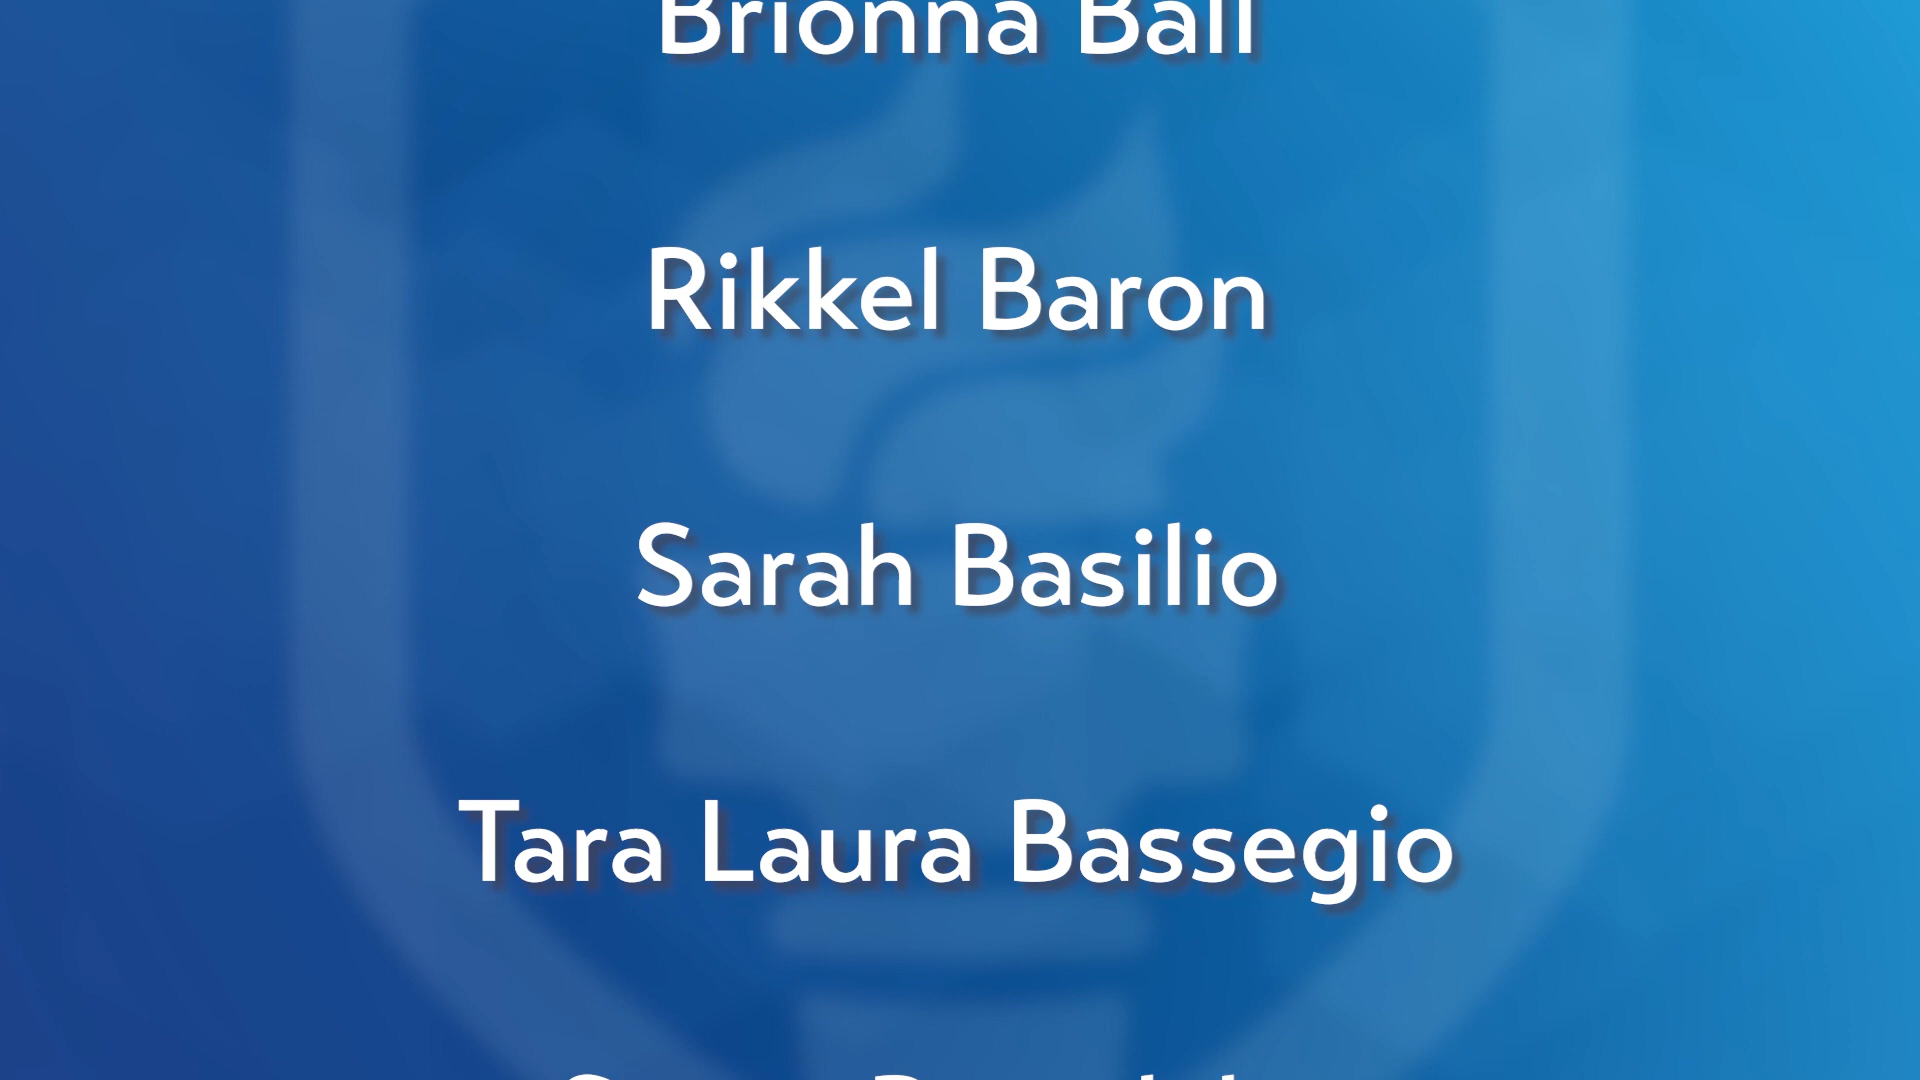 Brionna Ball
Rikkel Baron
Sarah Basilio
Tara Laura Bassegio